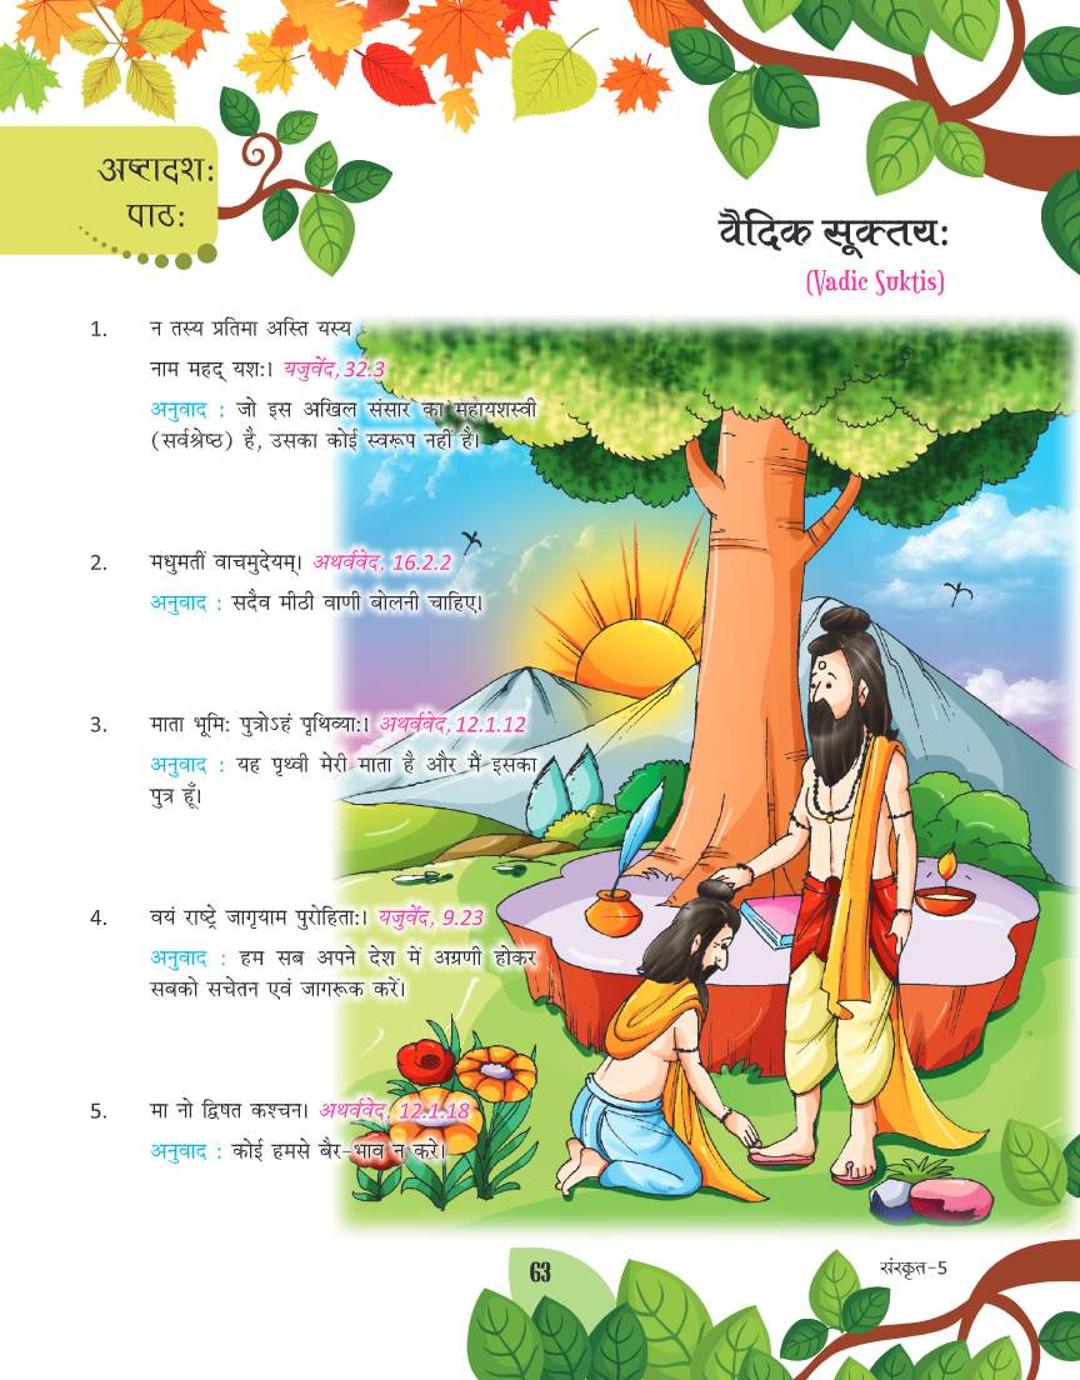 अष्टादश:
पाठ:
वैदिक सूक्तय:
(Vadic Suktis)
1. न तस्य प्रतिमा अस्ति यस्य
नाम महद् यश:। यजुर्वेद, 32.3
अनुवाद : जो इस अखिल संसार का महायशस्वी
(सर्वश्रेष्ठ) है, उसका कोई स्वरूप नहीं है।
2. मधुमतीं वाचमुदेयम्। अथर्ववेद, 16.2.2
अनुवाद : सदैव मीठी वाणी बोलनी चाहिए।
3. माता भूमि: पुत्रोऽहं पृथिव्या:। अथर्ववेद, 12.1.12
अनुवाद : यह पृथ्वी मेरी माता है और मैं इसका
पुत्र हूँ।
4. वयं राष्ट्रे जागृयाम पुरोहिता:। यजुर्वेद, 9.23
अनुवाद : हम सब अपने देश में अग्रणी होकर
सबको सचेतन एवं जागरूक करें।
5. मा नो द्विषत कश्चन। अथर्ववेद, 12.1.18
अनुवाद : कोई हमसे बैर-भाव न करे।
63
संस्कृत-5